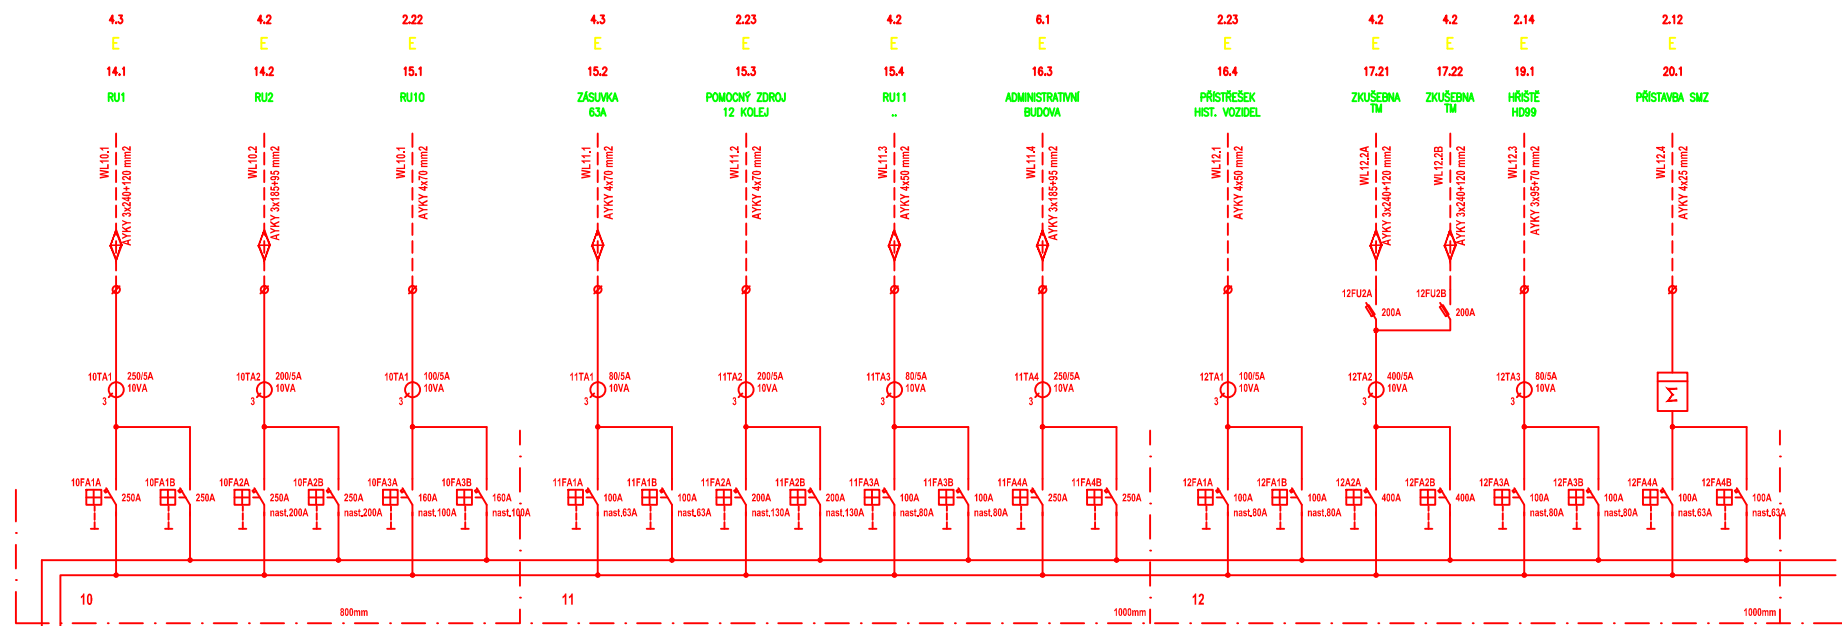 4.3 4.2 2.22 4.3 2.23 4.2 6.1 2.23 4.2 4.2 2.14 2.12
E E E E E E E E E E E E
14.1 14.2 15.1 15.2 15.3 15.4 16.3 16.4 17.21 17.22 19.1 20.1
RU1 RU2 RU10 ZÁSUVKA POMOCNÝ ZDROJ RU11 ADMINISTRATIVNÍ PŘÍSTŘEŠEK ZKUŠEBNA ZKUŠEBNA HŘIŠTĚ PŘÍSTAVBA SMZ
63A 12 KOLEJ .. BUDOVA HIST. VOZIDEL TM TM HD99
WL10.1
AYKY 3x240+120 mm2
WL10.2
AYKY 3x185+95 mm2
WL10.1
AYKY 4x70 mm2
WL11.1
AYKY 4x70 mm2
WL11.2
AYKY 4x70 mm2
WL11.3
AYKY 4x50 mm2
WL11.4
AYKY 3x185+95 mm2
WL12.1
AYKY 4x50 mm2
WL12.2A
AYKY 3x240+120 mm2
WL12.2B
AYKY 3x240+120 mm2
WL12.3
AYKY 3x95+70 mm2
WL12.4
AYKY 4x25 mm2
12FU2A 12FU2B
200A 200A
10TA1 250/5A 10TA2 200/5A 10TA1 100/5A 11TA1 80/5A 11TA2 200/5A 11TA3 80/5A 11TA4 250/5A 12TA1 100/5A 12TA2 400/5A 12TA3 80/5A
10VA 10VA 10VA 10VA 10VA 10VA 10VA 10VA 10VA 10VA
3 3 3 3 3 3 3 3 3 3
Σ
10FA1A 10FA1B 10FA2A 10FA2B 10FA3A 10FA3B 11FA1A 11FA1B 11FA2A 11FA2B 11FA3A 11FA3B 11FA4A 11FA4B 12FA1A 12FA1B 12A2A 12FA2B 12FA3A 12FA3B 12FA4A 12FA4B
250A 250A 250A 250A 160A 160A 100A 100A 200A 200A 100A 100A 250A 250A 100A 100A 400A 400A 100A 100A 100A 100A
nast.200A nast.200A nast.100A nast.100A nast.63A nast.63A nast.130A nast.130A nast.80A nast.80A nast.80A nast.80A nast.80A nast.80A nast.63A nast.63A
10 11 12
800mm 1000mm 1000mm